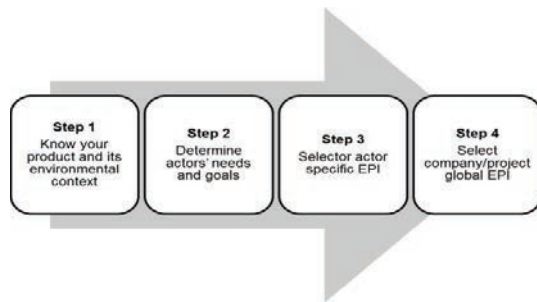 Step 1
Know your
product and its
environmental
context
Step 2
Determine
actors' needs
and goals
Step 3
Selector actor
specific EPI
Step 4
Select
company/project
global EPI